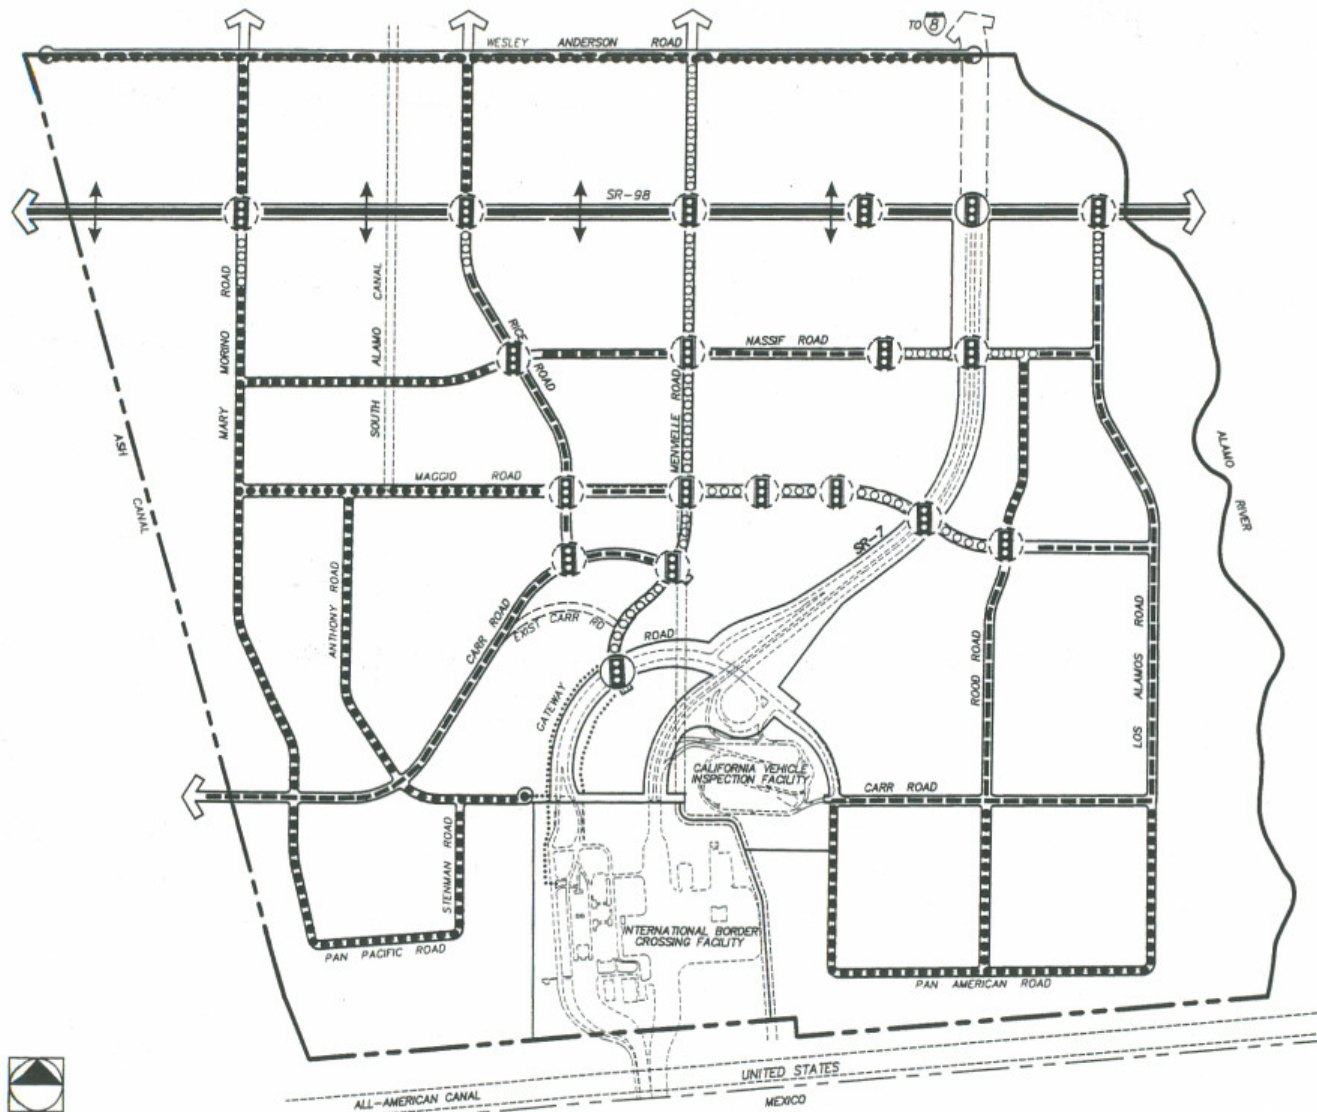 TO 8
WESLEY ANDERSON ROAD
SR-98
MARY MORINO ROAD
SOUTH ALAMO CANAL
RICE ROAD
MENVIELLE ROAD
NASSIF ROAD
ASH CANAL
MAGGIO ROAD
ALAMO RIVER
SR-7
ANTHONY ROAD
CARR ROAD
EXIST CARR RD
GATEWAY ROAD
ROOD ROAD
LOS ALAMOS ROAD
CALIFORNIA VEHICLE
INSPECTION FACILITY
CARR ROAD
STENMAN ROAD
PAN PACIFIC ROAD
INTERNATIONAL BORDER
CROSSING FACILITY
PAN AMERICAN ROAD
UNITED STATES
ALL-AMERICAN CANAL
MEXICO